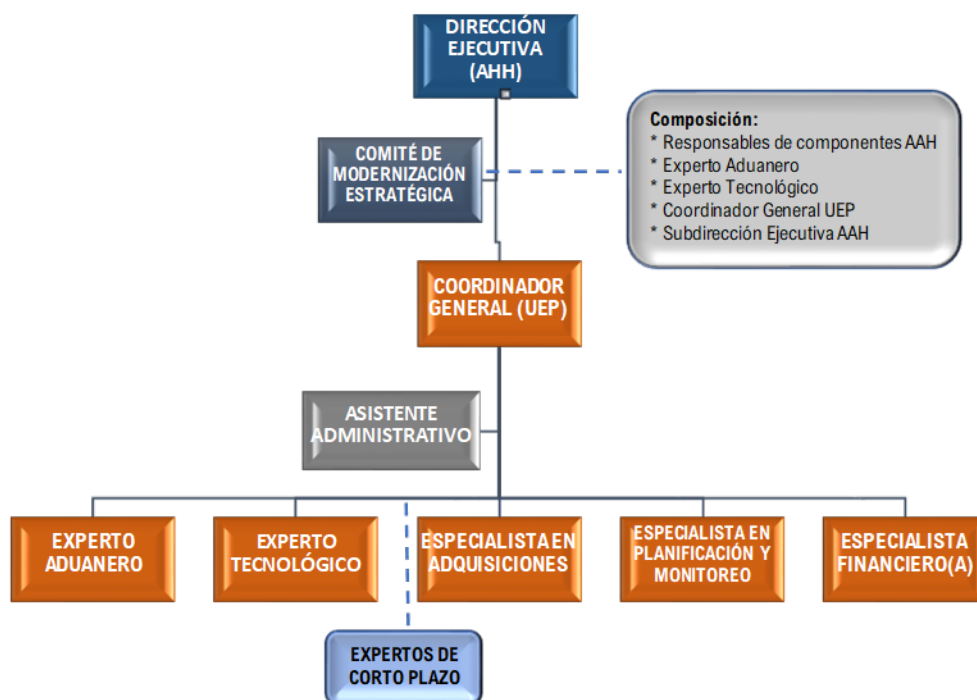 DIRECCIÓN
EJECUTIVA
(AHH)
COMITÉ DE
MODERNIZACIÓN
ESTRATÉGICA
Composición:
* Responsables de componentes AAH
* Experto Aduanero
* Experto Tecnológico
* Coordinador General UEP
* Subdirección Ejecutiva AAH
COORDINADOR
GENERAL (UEP)
ASISTENTE
ADMINISTRATIVO
EXPERTO
ADUANERO
EXPERTO
TECNOLÓGICO
ESPECIALISTA EN
ADQUISICIONES
ESPECIALISTA EN
PLANIFICACIÓN Y
MONITOREO
ESPECIALISTA
FINANCIERO(A)
EXPERTOS DE
CORTO PLAZO